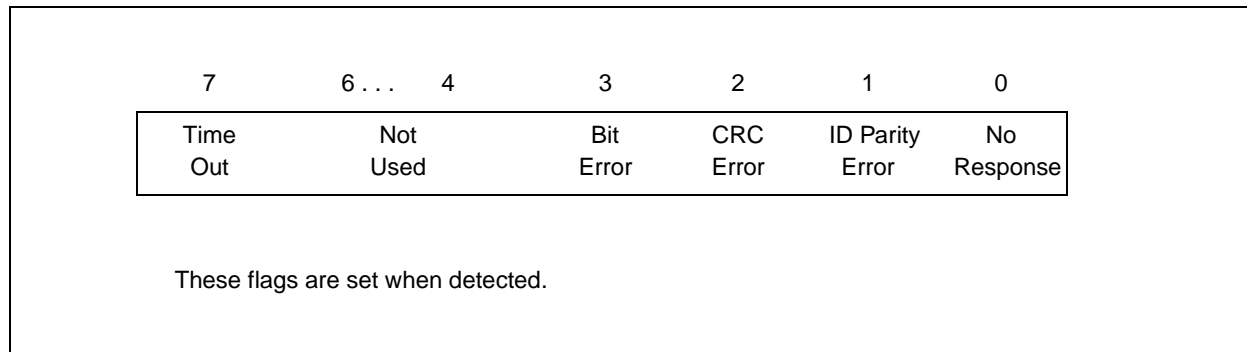 7 6 . . . 4 3 2 1 0
Time Not Bit CRC ID Parity No
Out Used Error Error Error Response
These flags are set when detected.